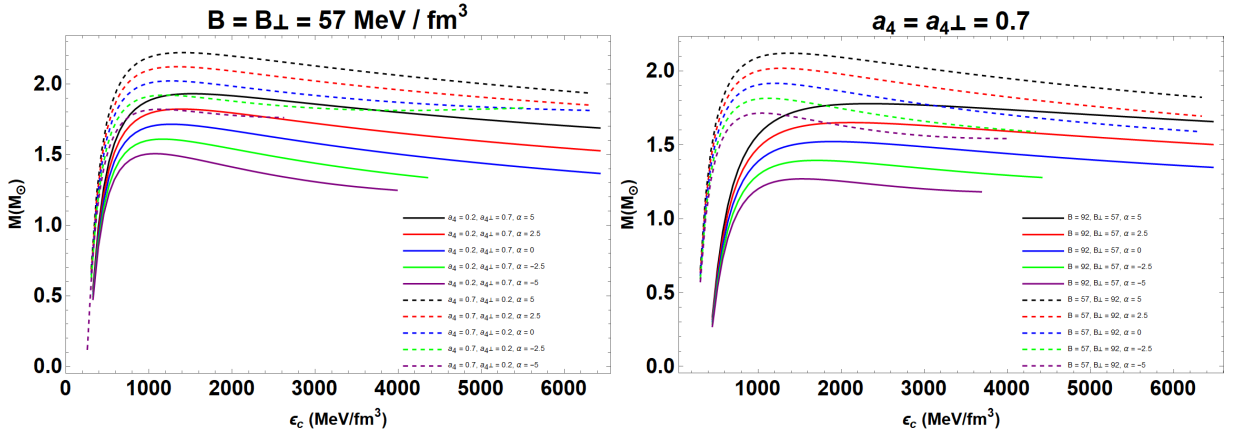 B = B⊥ = 57 MeV / fm³
M(M⊙)
2.0
1.5
1.0
0.5
0.0
a₄ = 0.2, a₄⊥ = 0.7, α = 5
a₄ = 0.2, a₄⊥ = 0.7, α = 2.5
a₄ = 0.2, a₄⊥ = 0.7, α = 0
a₄ = 0.2, a₄⊥ = 0.7, α = −2.5
a₄ = 0.2, a₄⊥ = 0.7, α = −5
a₄ = 0.7, a₄⊥ = 0.2, α = 5
a₄ = 0.7, a₄⊥ = 0.2, α = 2.5
a₄ = 0.7, a₄⊥ = 0.2, α = 0
a₄ = 0.7, a₄⊥ = 0.2, α = −2.5
a₄ = 0.7, a₄⊥ = 0.2, α = −5
0 1000 2000 3000 4000 5000 6000
ϵ_c (MeV/fm³)
a₄ = a₄⊥ = 0.7
M(M⊙)
2.0
1.5
1.0
0.5
0.0
B = 92, B⊥ = 57, α = 5
B = 92, B⊥ = 57, α = 2.5
B = 92, B⊥ = 57, α = 0
B = 92, B⊥ = 57, α = −2.5
B = 92, B⊥ = 57, α = −5
B = 57, B⊥ = 92, α = 5
B = 57, B⊥ = 92, α = 2.5
B = 57, B⊥ = 92, α = 0
B = 57, B⊥ = 92, α = −2.5
B = 57, B⊥ = 92, α = −5
1000 2000 3000 4000 5000 6000
ϵ_c (MeV/fm³)